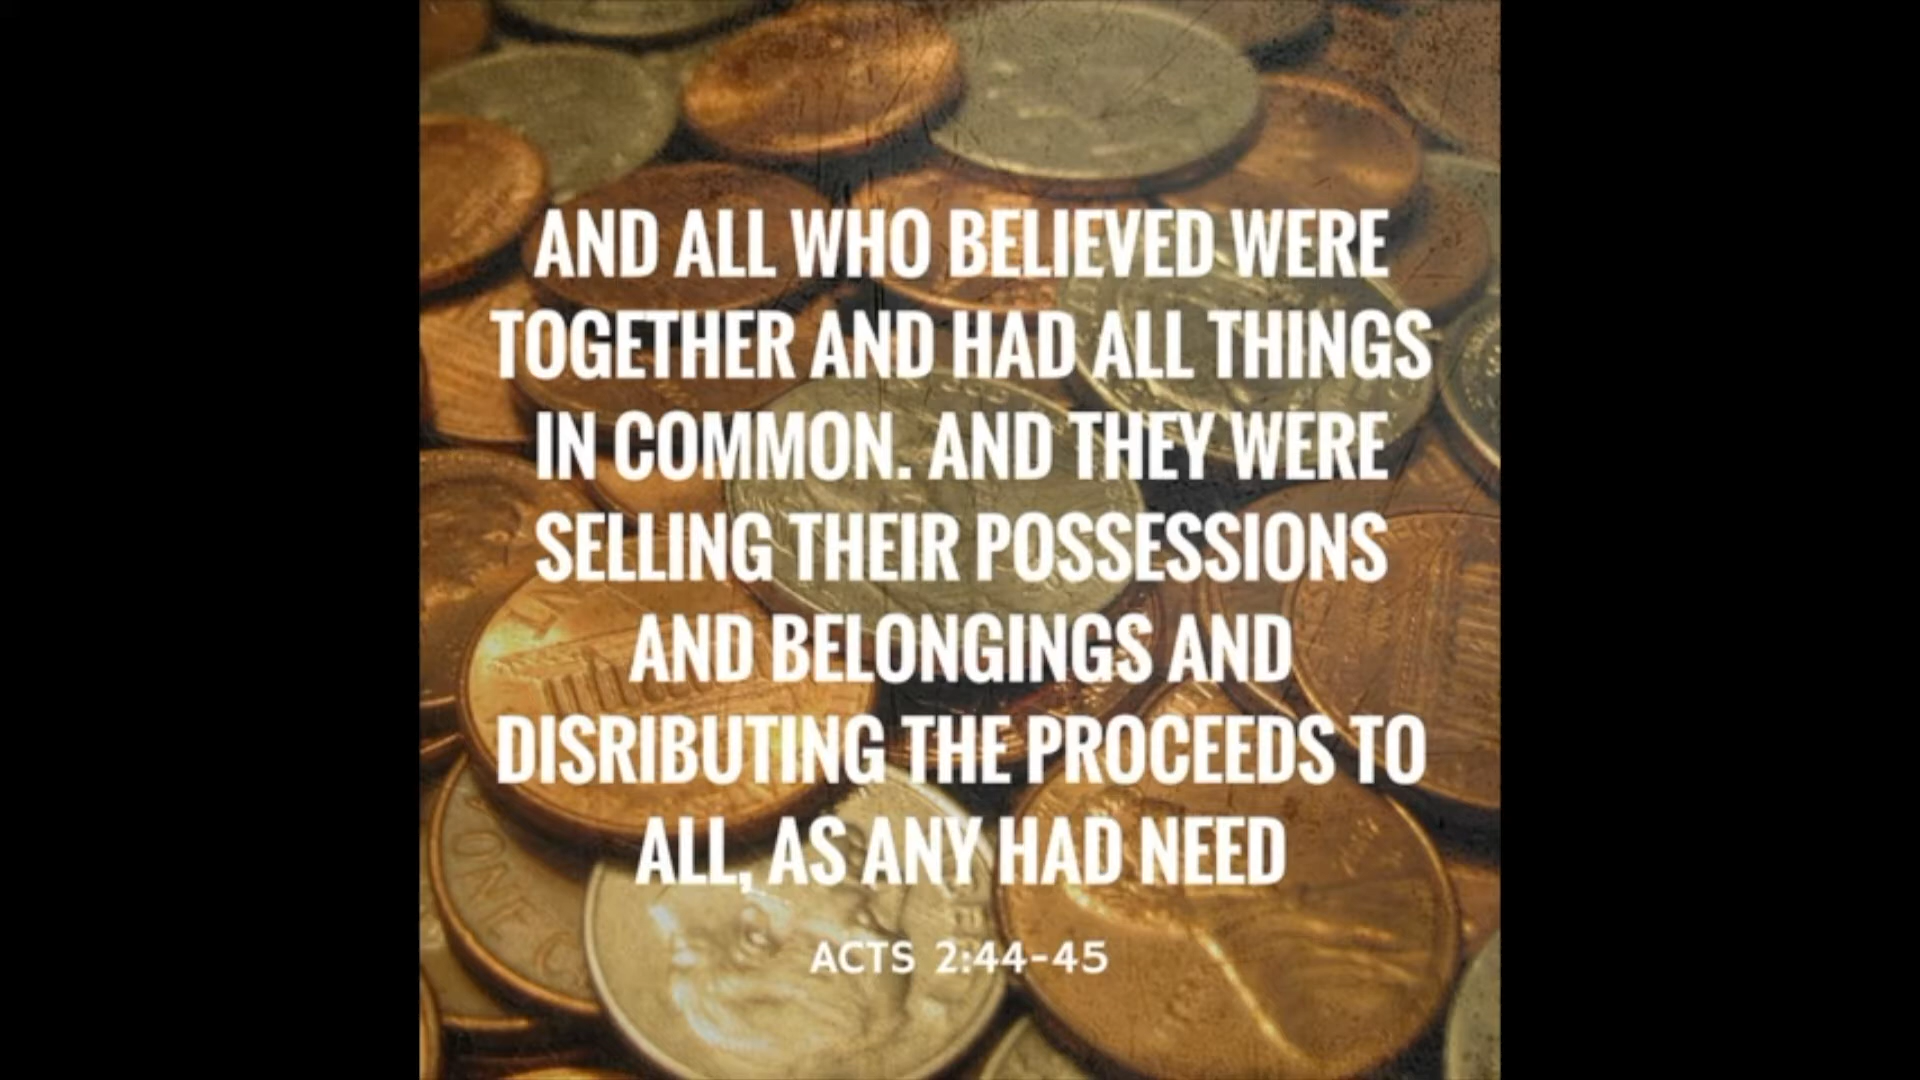 AND ALL WHO BELIEVED WERE
TOGETHER AND HAD ALL THINGS
IN COMMON. AND THEY WERE
SELLING THEIR POSSESSIONS
AND BELONGINGS AND
DISRIBUTING THE PROCEEDS TO
ALL, AS ANY HAD NEED
ACTS 2:44-45